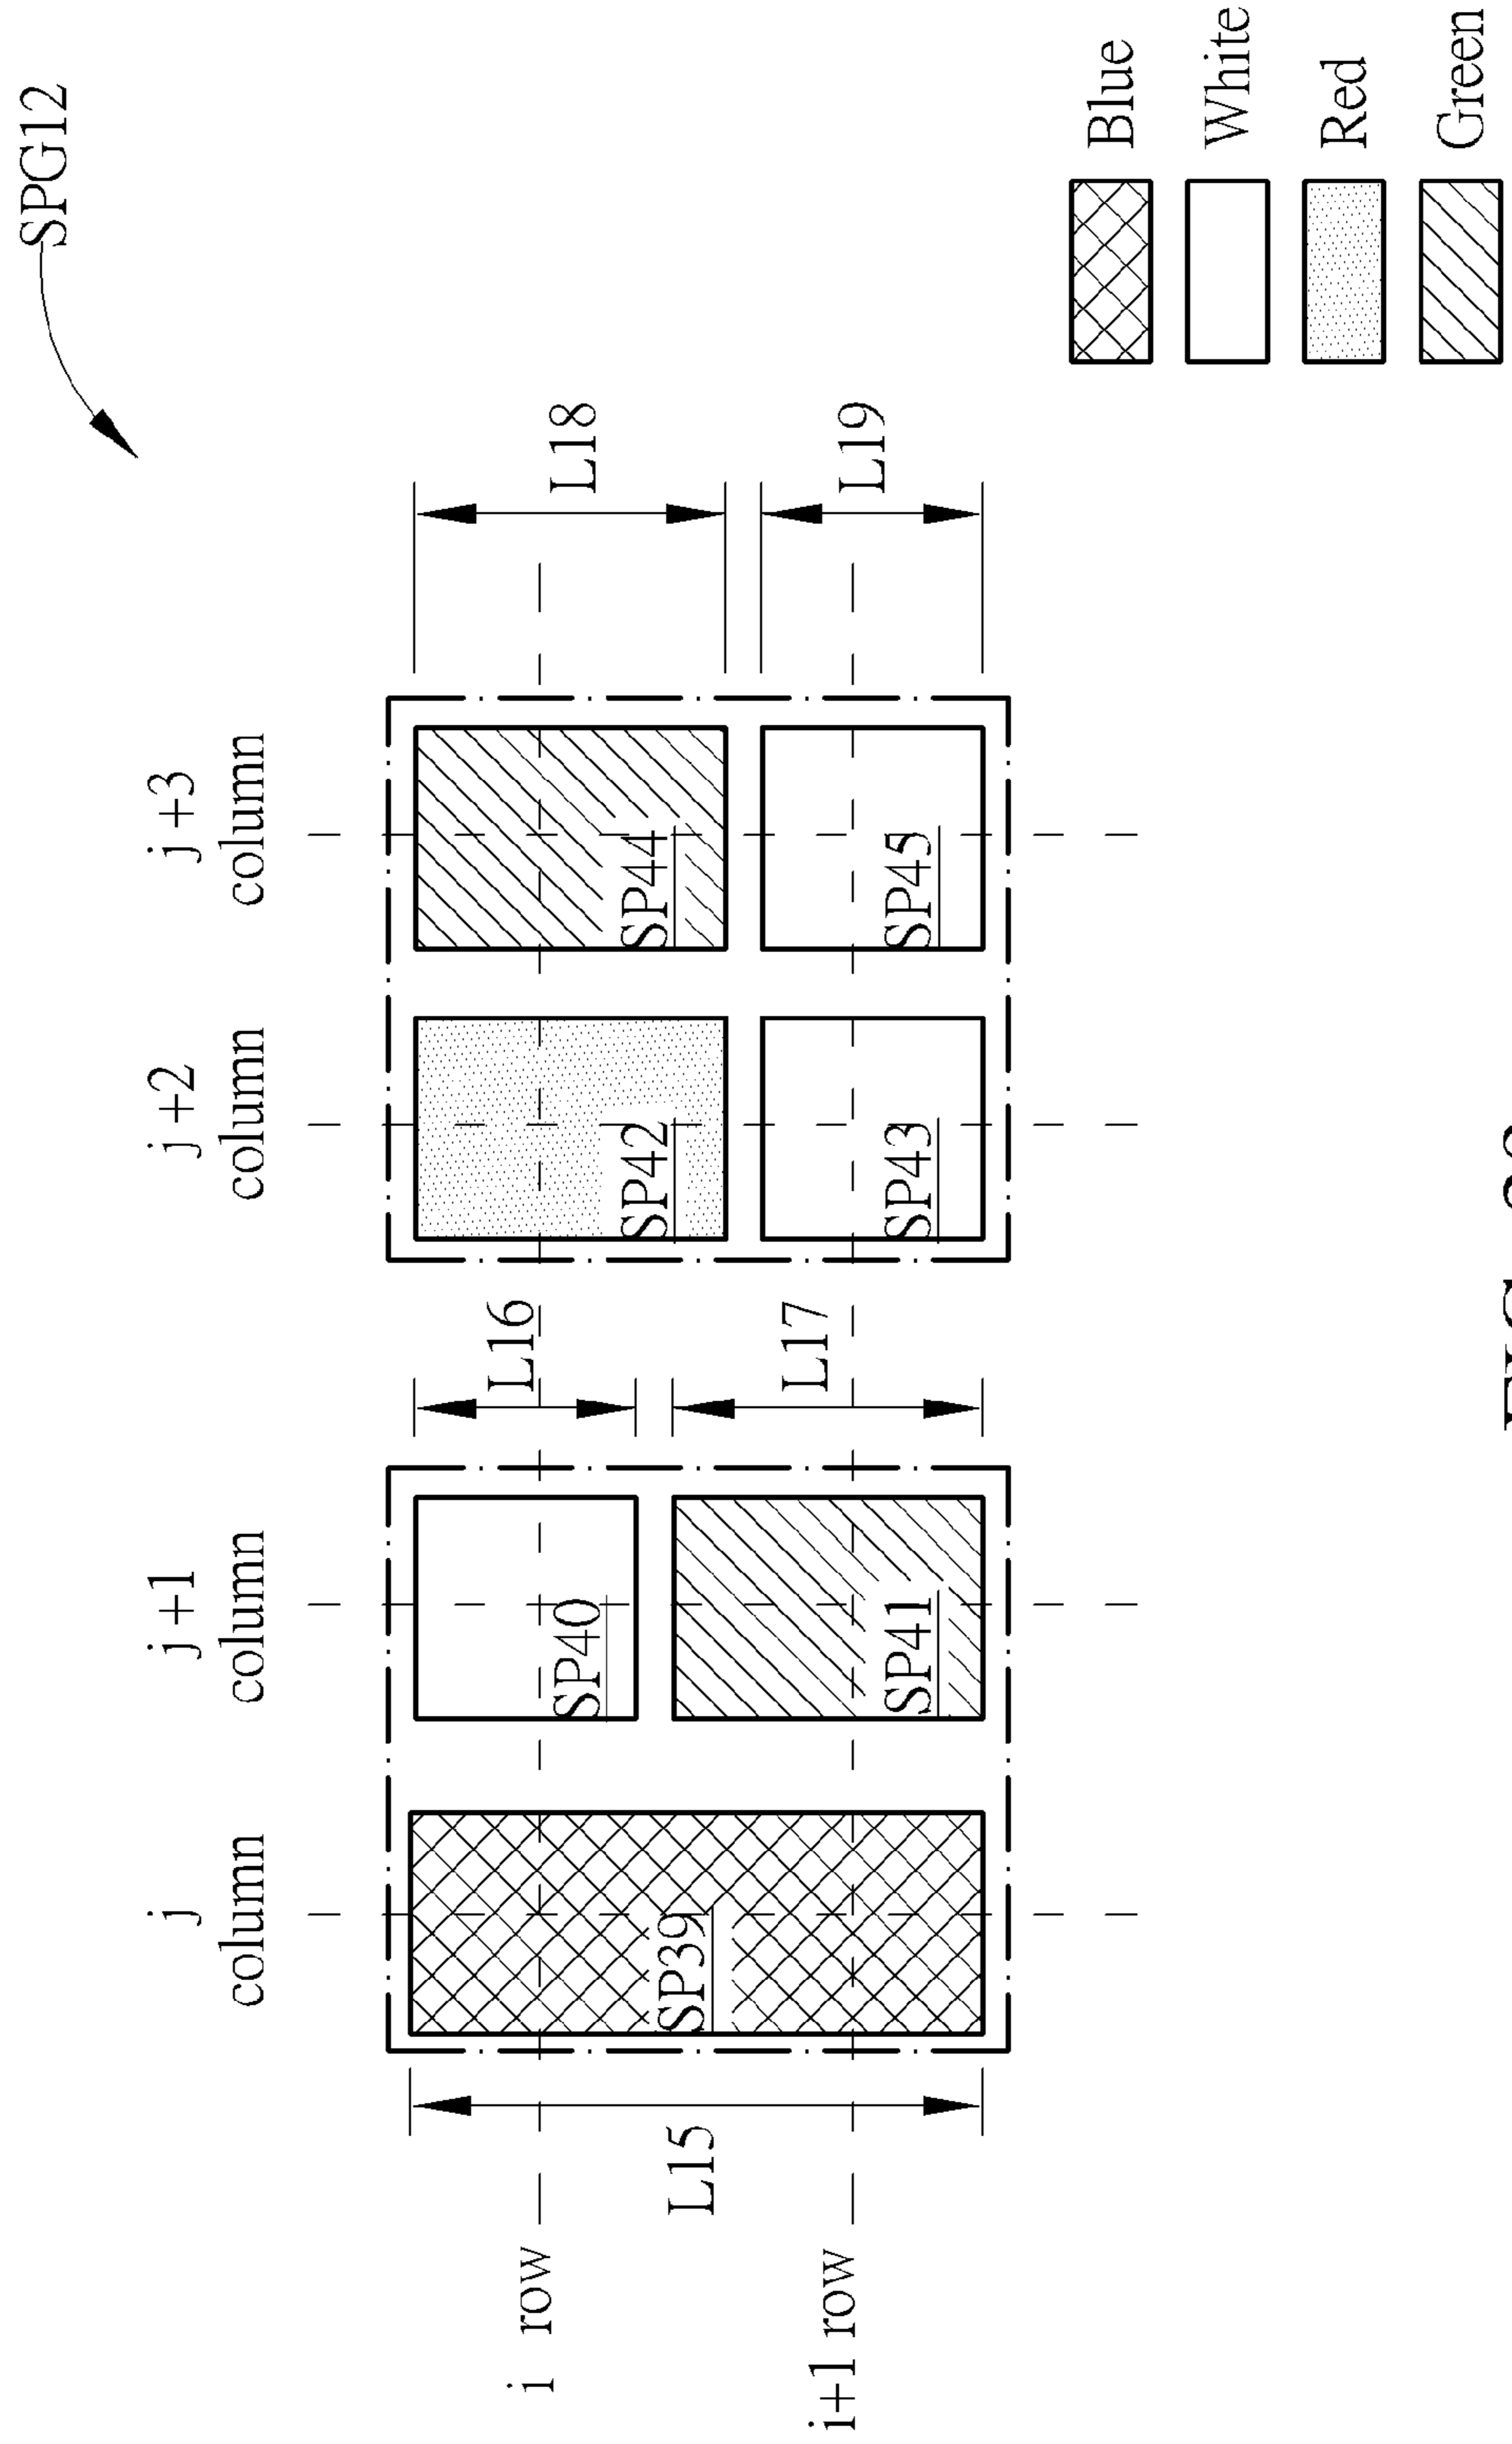 SPG12
j
column
j +1
column
j +2
column
j +3
column
i row
i+1 row
L15
L16
L17
L18
L19
SP39
SP40
SP41
SP42
SP43
SP44
SP45
Blue
White
Red
Green